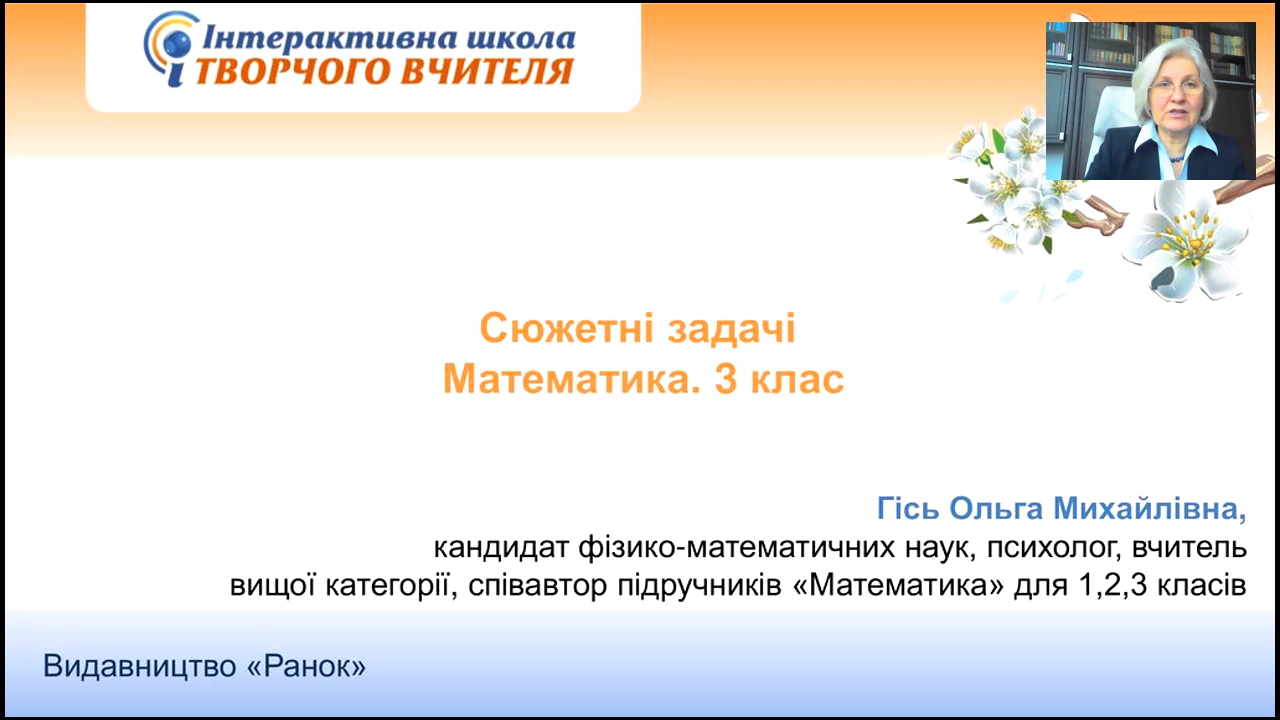 Інтерактивна школа
ТВОРЧОГО ВЧИТЕЛЯ
Сюжетні задачі
Математика. 3 клас
Гісь Ольга Михайлівна,
кандидат фізико-математичних наук, психолог, вчитель
вищої категорії, співавтор підручників «Математика» для 1,2,3 класів
Видавництво «Ранок»